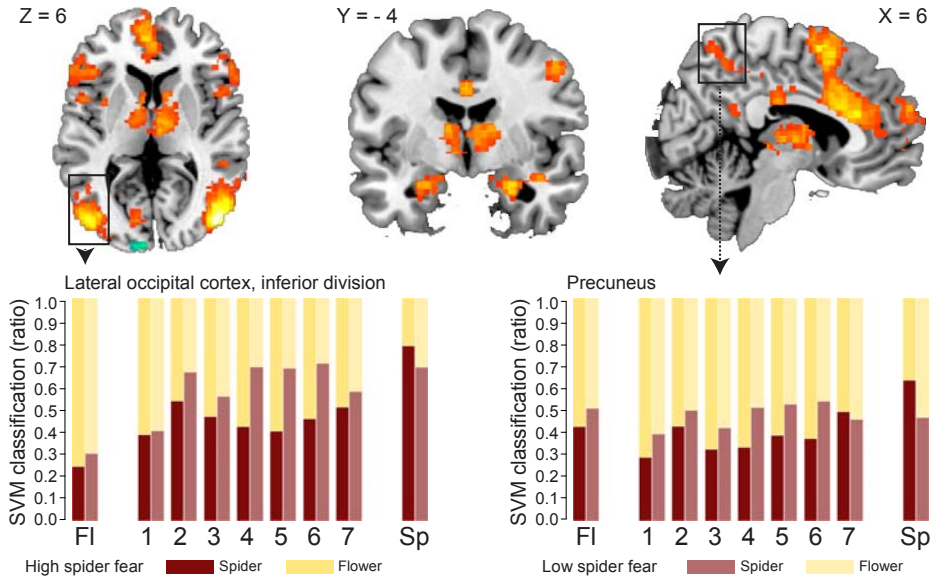 Z = 6
Y = - 4
X = 6
Lateral occipital cortex, inferior division
SVM classification (ratio)
1.0
0.9
0.8
0.7
0.6
0.5
0.4
0.3
0.2
0.1
0.0
Fl 1 2 3 4 5 6 7 Sp
Precuneus
SVM classification (ratio)
1.0
0.9
0.8
0.7
0.6
0.5
0.4
0.3
0.2
0.1
0.0
Fl 1 2 3 4 5 6 7 Sp
High spider fear Spider Flower
Low spider fear Spider Flower